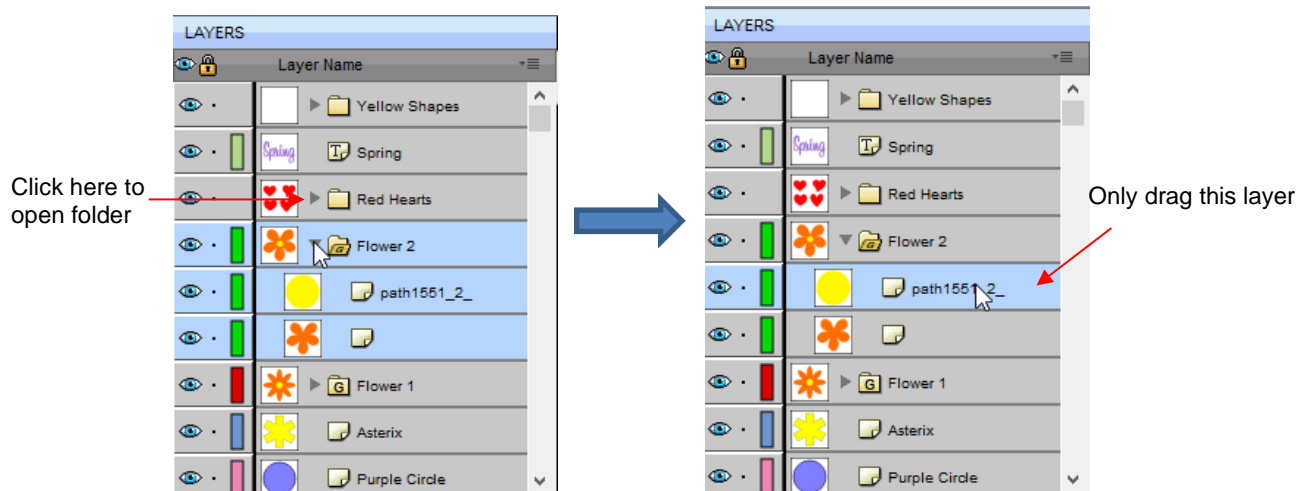 LAYERS
Layer Name
Yellow Shapes
Spring
T
Spring
Red Hearts
Click here to
open folder
G
Flower 2
path1551_2_
G
Flower 1
Asterix
Purple Circle
LAYERS
Layer Name
Yellow Shapes
Spring
T
Spring
Red Hearts
Only drag this layer
G
Flower 2
path1551_2_
G
Flower 1
Asterix
Purple Circle